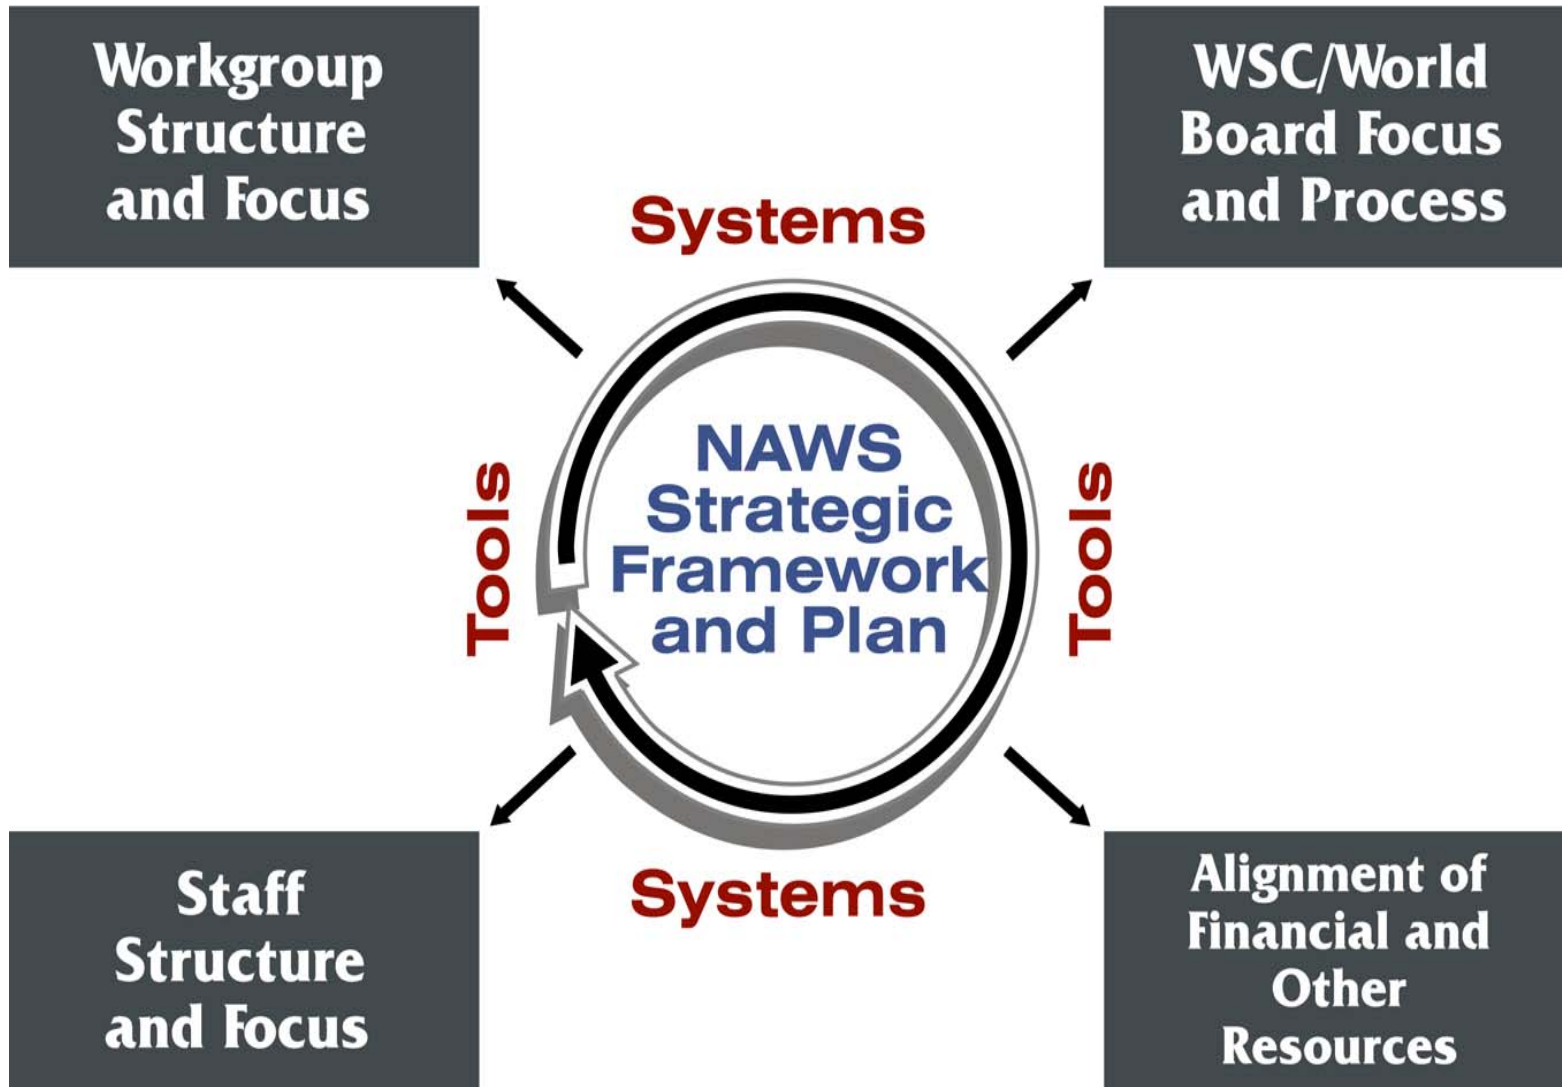 Workgroup
Structure
and Focus
WSC/World
Board Focus
and Process
Systems
Tools
NAWS
Strategic
Framework
and Plan
Tools
Systems
Staff
Structure
and Focus
Alignment of
Financial and
Other
Resources